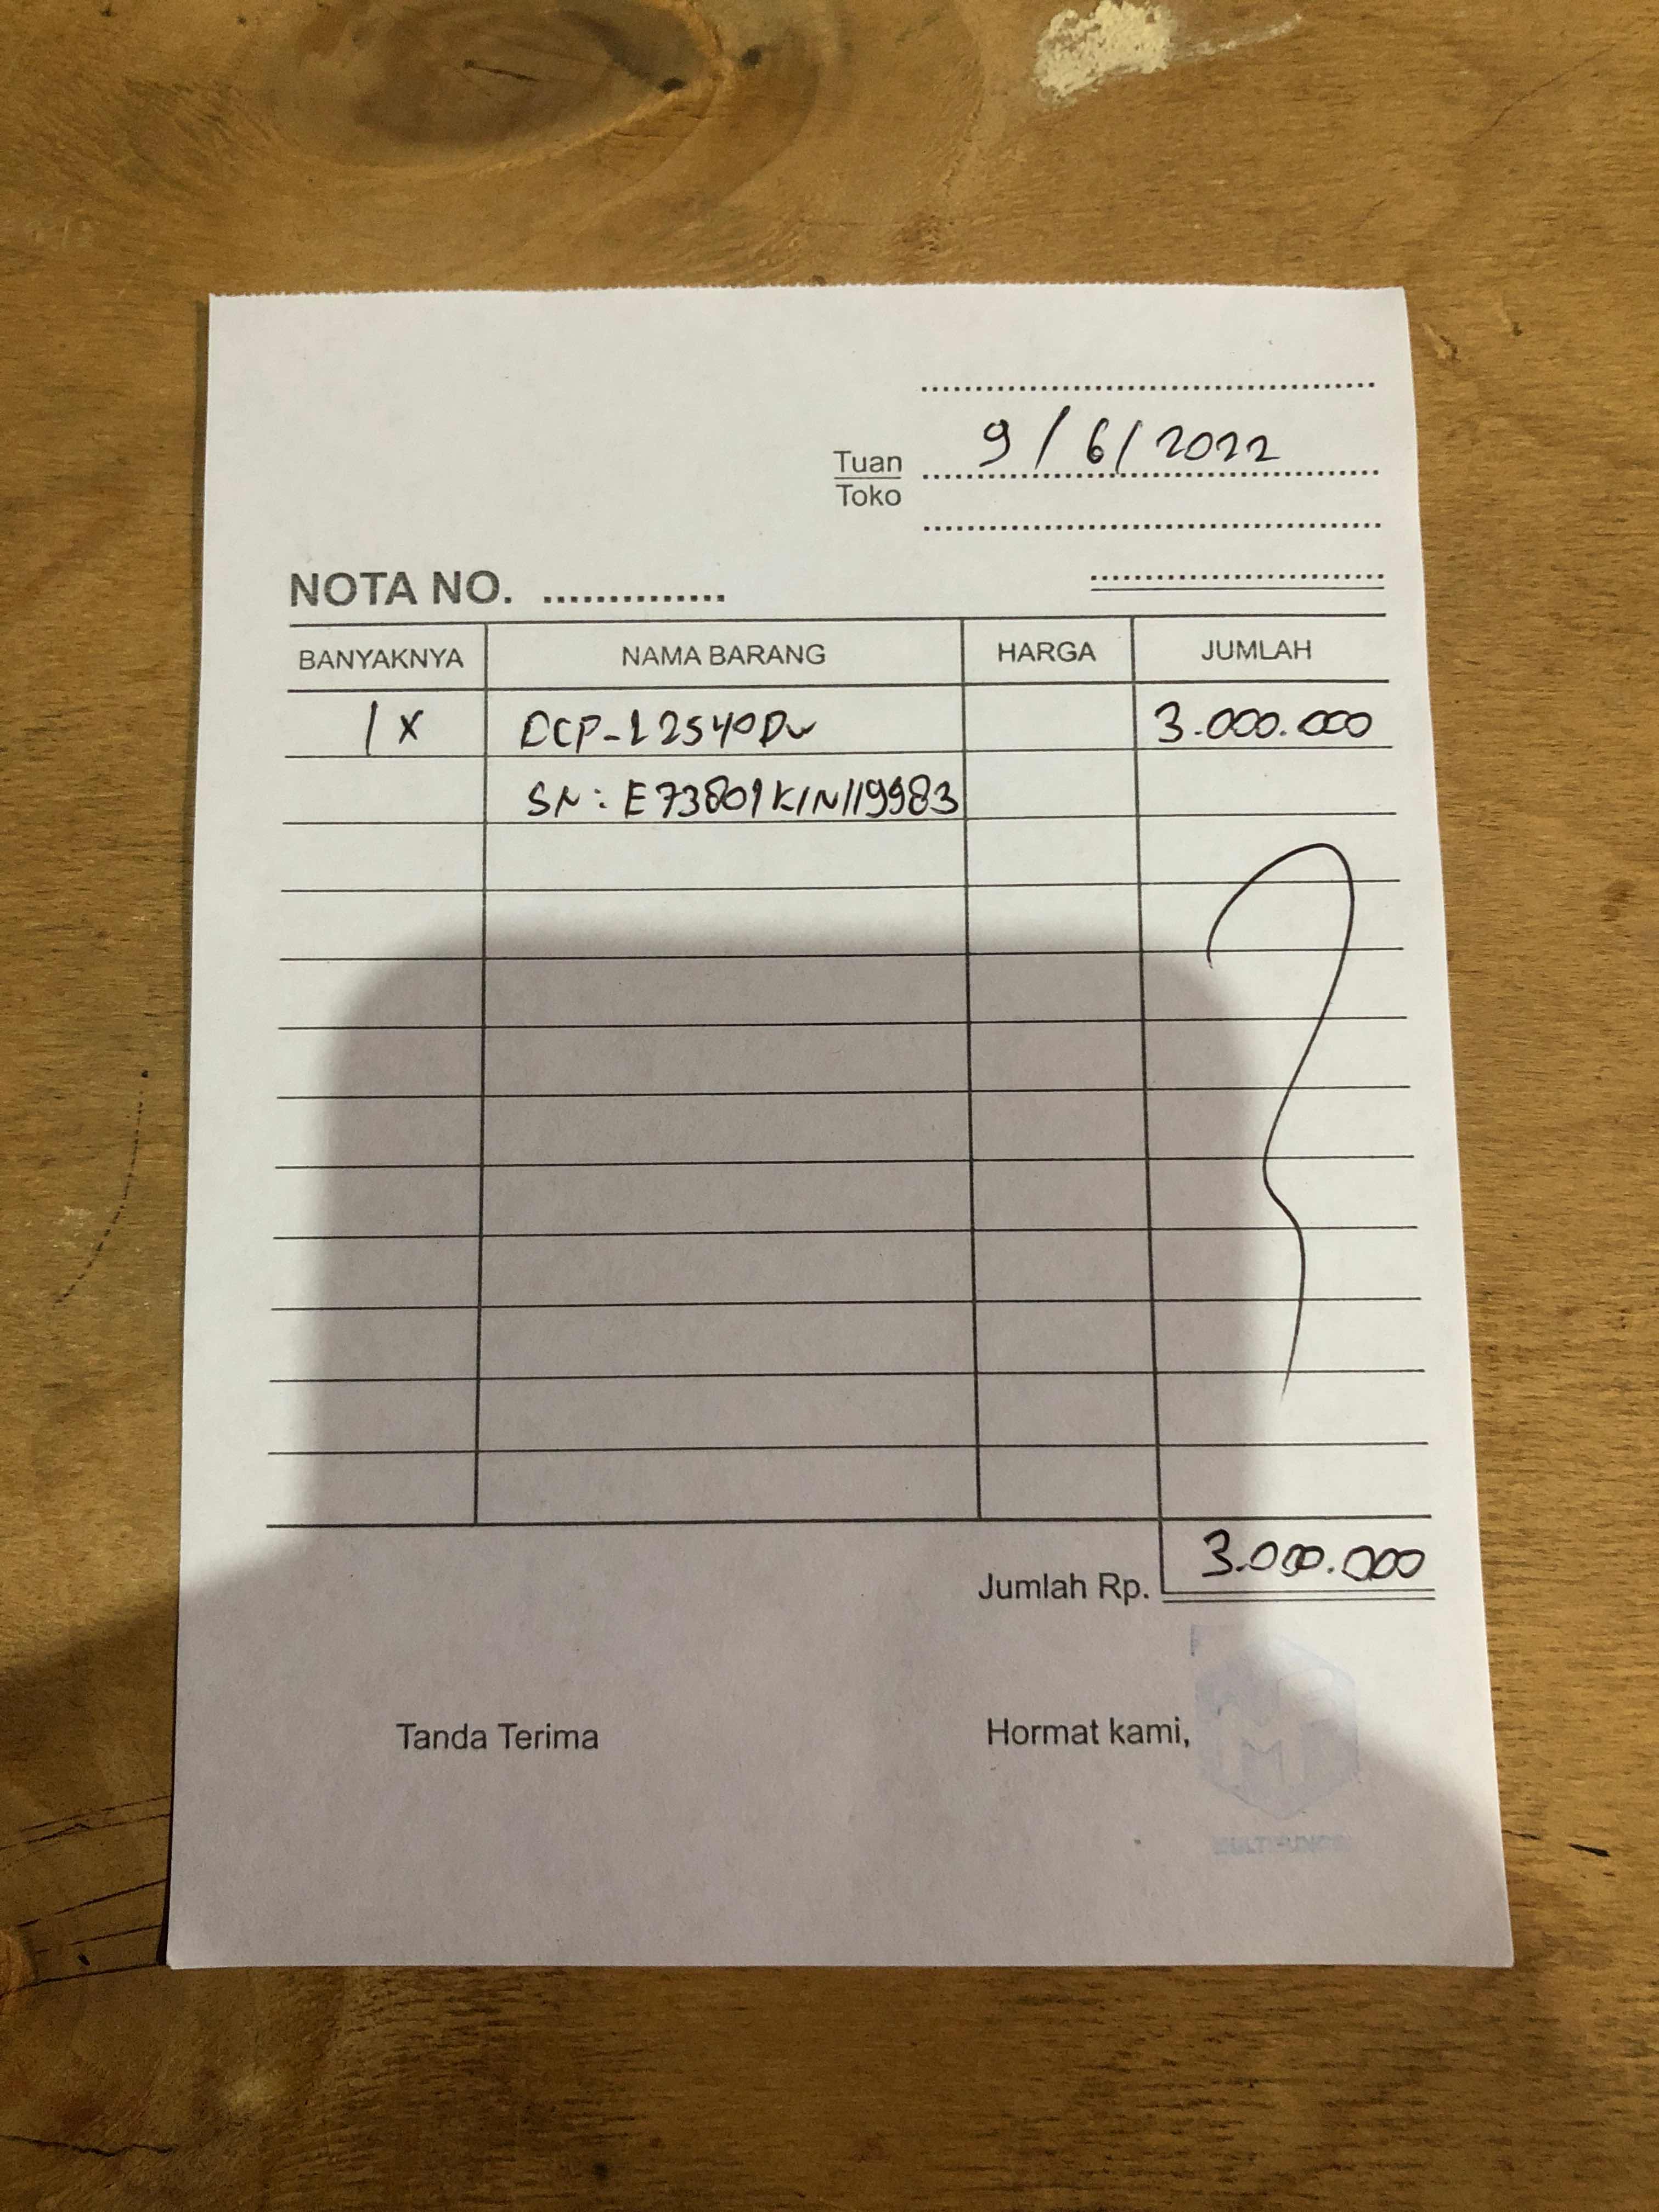 9/6/2022
Tuan
Toko
NOTA NO. ..............
BANYAKNYA NAMA BARANG HARGA JUMLAH
1 x DCP-L2540DW 3.000.000
SN: E73801K1N119983
Jumlah Rp. 3.000.000
Tanda Terima Hormat kami,